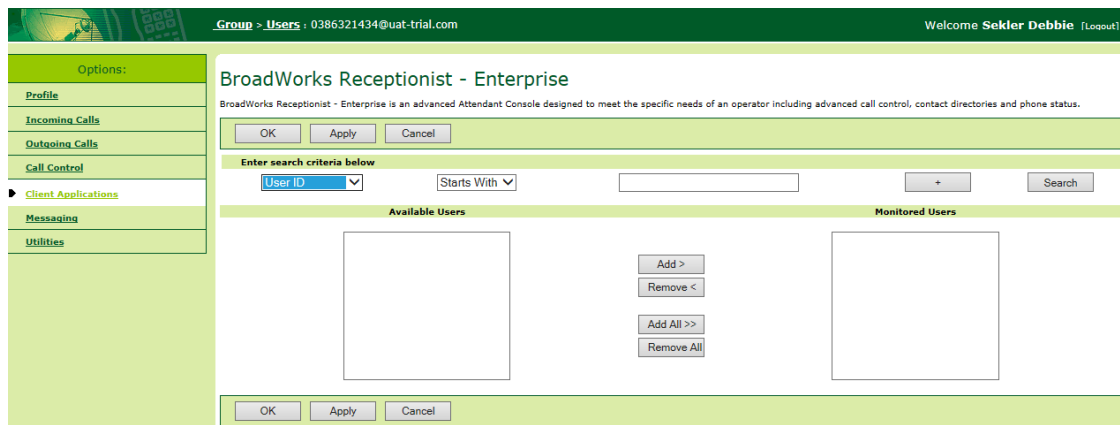 Group > Users : 0386321434@uat-trial.com Welcome Sekler Debbie [Logout]
Options:
Profile
Incoming Calls
Outgoing Calls
Call Control
Client Applications
Messaging
Utilities
BroadWorks Receptionist - Enterprise
BroadWorks Receptionist - Enterprise is an advanced Attendant Console designed to meet the specific needs of an operator including advanced call control, contact directories and phone status.
OK Apply Cancel
Enter search criteria below
User ID Starts With + Search
Available Users Monitored Users
Add >
Remove <
Add All >>
Remove All
OK Apply Cancel